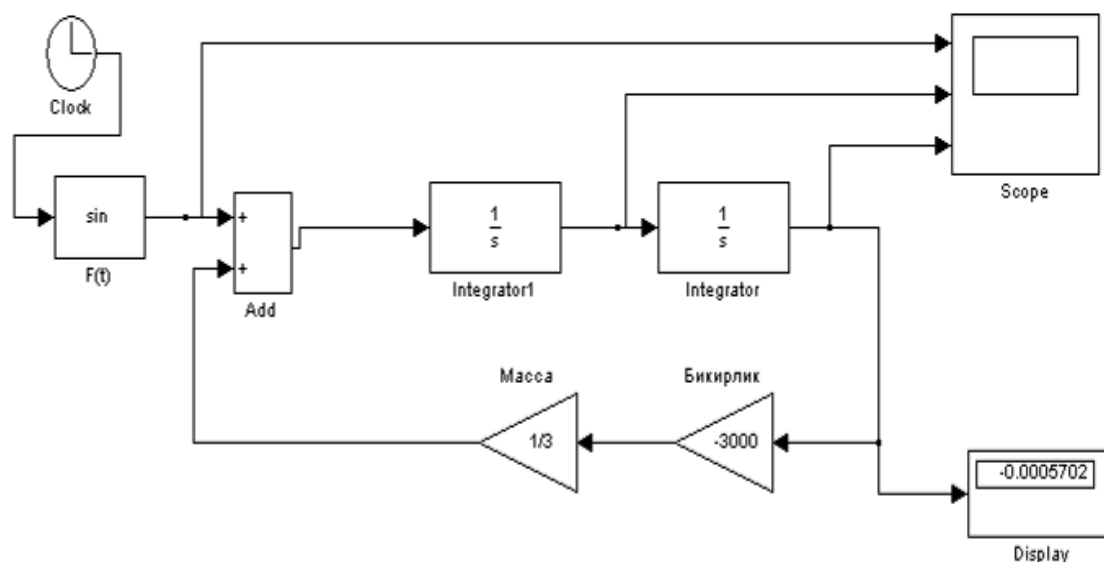 Clock
sin
F(t)
+
+
Add
1
s
Integrator1
1
s
Integrator
Scope
Масса
1/3
Бикирлик
-3000
-0.0005702
Display